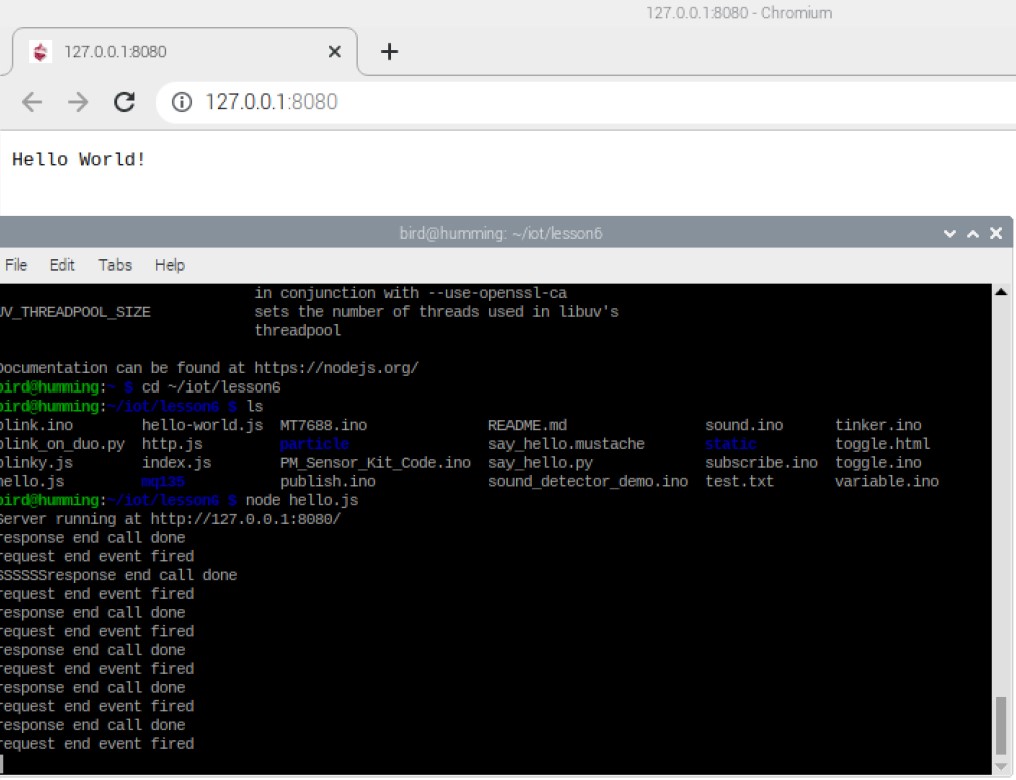 127.0.0.1:8080 - Chromium
127.0.0.1:8080
127.0.0.1:8080
Hello World!
bird@humming: ~/iot/lesson6
File Edit Tabs Help
in conjunction with --use-openssl-ca
UV_THREADPOOL_SIZE sets the number of threads used in libuv's
threadpool
Documentation can be found at https://nodejs.org/
bird@humming:~ $ cd ~/iot/lesson6
bird@humming:~/iot/lesson6 $ ls
blink.ino hello-world.js MT7688.ino README.md sound.ino tinker.ino
blink_on_duo.py http.js particle say_hello.mustache static toggle.html
blinky.js index.js PM_Sensor_Kit_Code.ino say_hello.py subscribe.ino toggle.ino
hello.js mq135 publish.ino sound_detector_demo.ino test.txt variable.ino
bird@humming:~/iot/lesson6 $ node hello.js
Server running at http://127.0.0.1:8080/
response end call done
request end event fired
SSSSSSresponse end call done
request end event fired
response end call done
request end event fired
response end call done
request end event fired
response end call done
request end event fired
response end call done
request end event fired